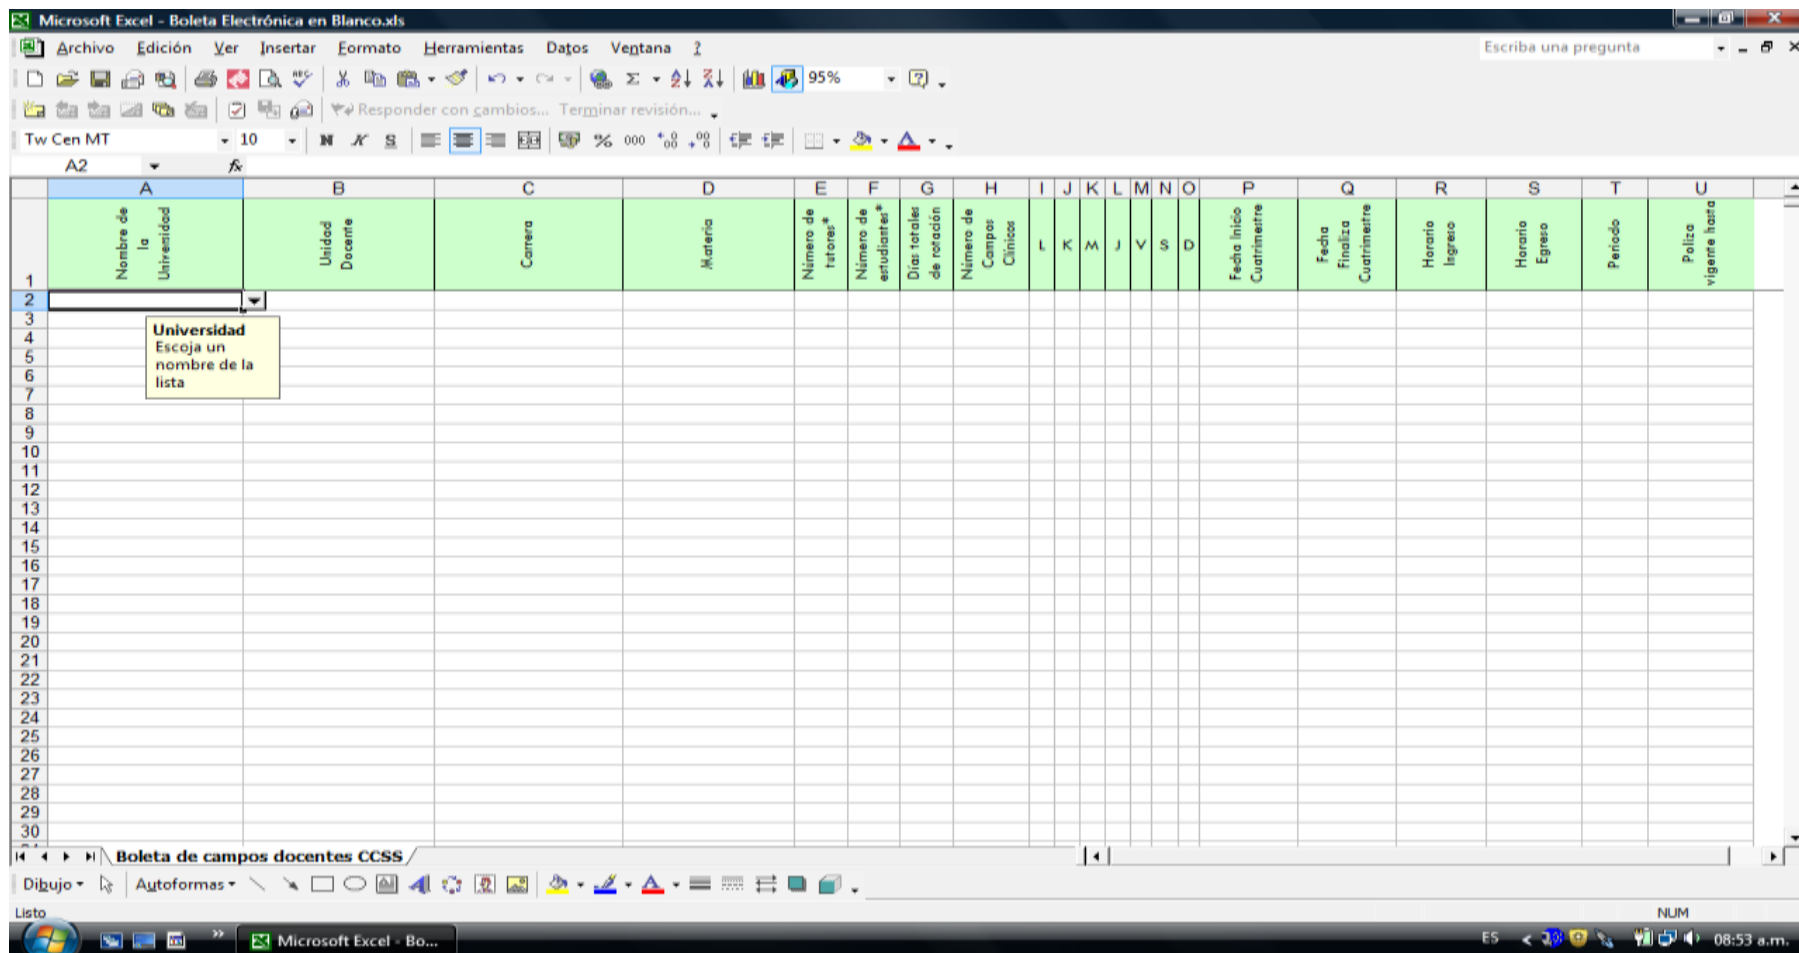 Microsoft Excel - Boleta Electrónica en Blanco.xls
Archivo Edición Ver Insertar Formato Herramientas Datos Ventana ? Escriba una pregunta
95%
Responder con cambios... Terminar revisión...
Tw Cen MT 10 N K S % 000
A2 fx
A B C D E F G H I J K L M N O P Q R S T U
1
Nombre de
la
Universidad
Unidad
Docente
Carrera
Materia
Número de
tutores*
Número de
estudiantes*
Días totales
de rotación
Número de
Campos
Clínicos
L K M J V S D
Fecha Inicio
Cuatrimestre
Fecha
Finaliza
Cuatrimestre
Horario
Ingreso
Horario
Egreso
Periodo
Poliza
vigente hasta
2
Universidad
Escoja un
nombre de la
lista
3
4
5
6
7
8
9
10
11
12
13
14
15
16
17
18
19
20
21
22
23
24
25
26
27
28
29
30
Boleta de campos docentes CCSS
Dibujo Autoformas
Listo NUM
Microsoft Excel - Bo... ES 08:53 a.m.